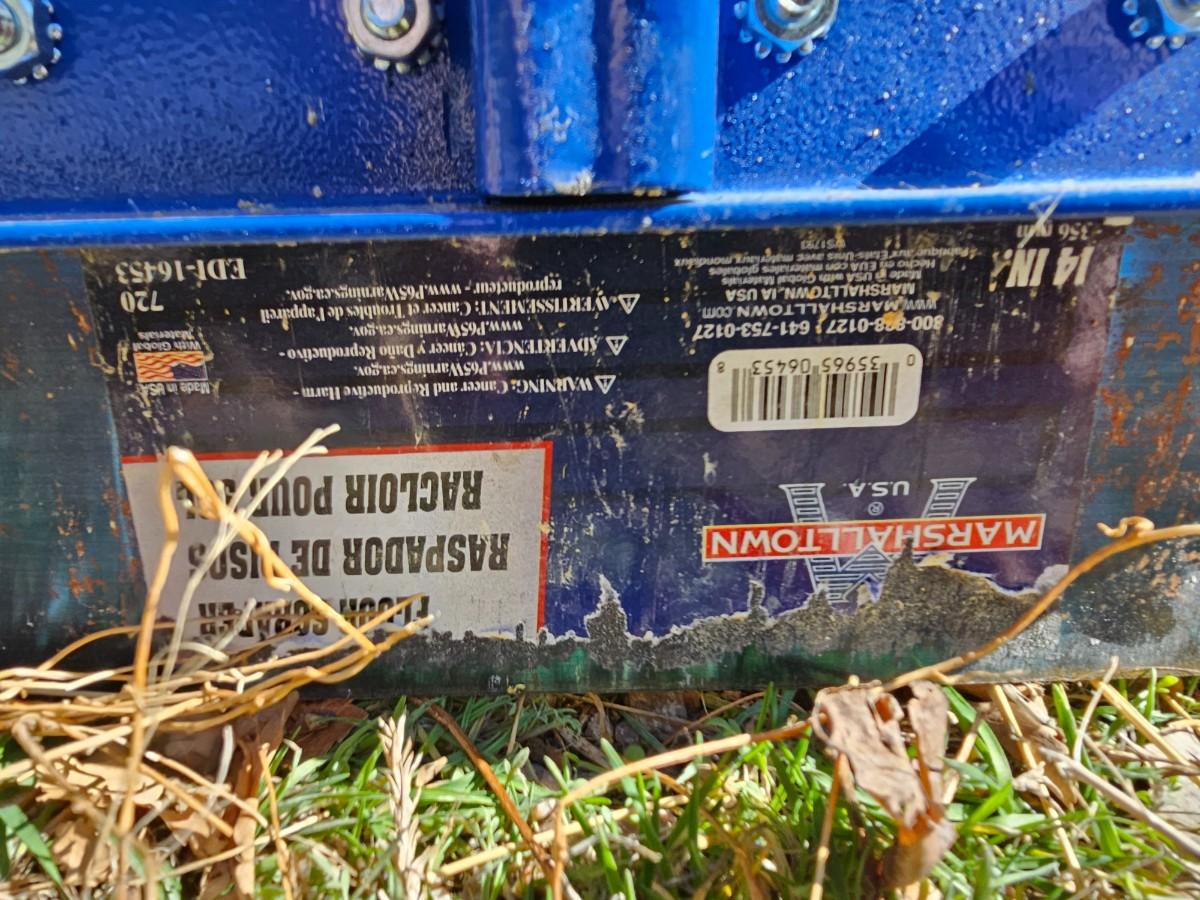 MARSHALLTOWN
®
U.S.A.
FLOOR SCRAPER
RASPADOR DE PISOS
RACLOIR POUR
0 35965 06453 8
800-888-0127 / 641-753-0127
www.MARSHALLTOWN.com
MARSHALLTOWN, IA USA
Made in USA with Global Materials
Hecho en EUA con materiales globales
Fabriqué aux États-Unis avec matériaux mondiaux
WS1793
14 IN.
356 mm
WARNING: Cancer and Reproductive Harm -
www.P65Warnings.ca.gov.
ADVERTENCIA: Cáncer y Daño Reproductivo -
www.P65Warnings.ca.gov.
AVERTISSEMENT: Cancer et Troubles de l'appareil
reproducteur - www.P65Warnings.ca.gov.
Made in USA
With Global
Materials
720
EDI-16453